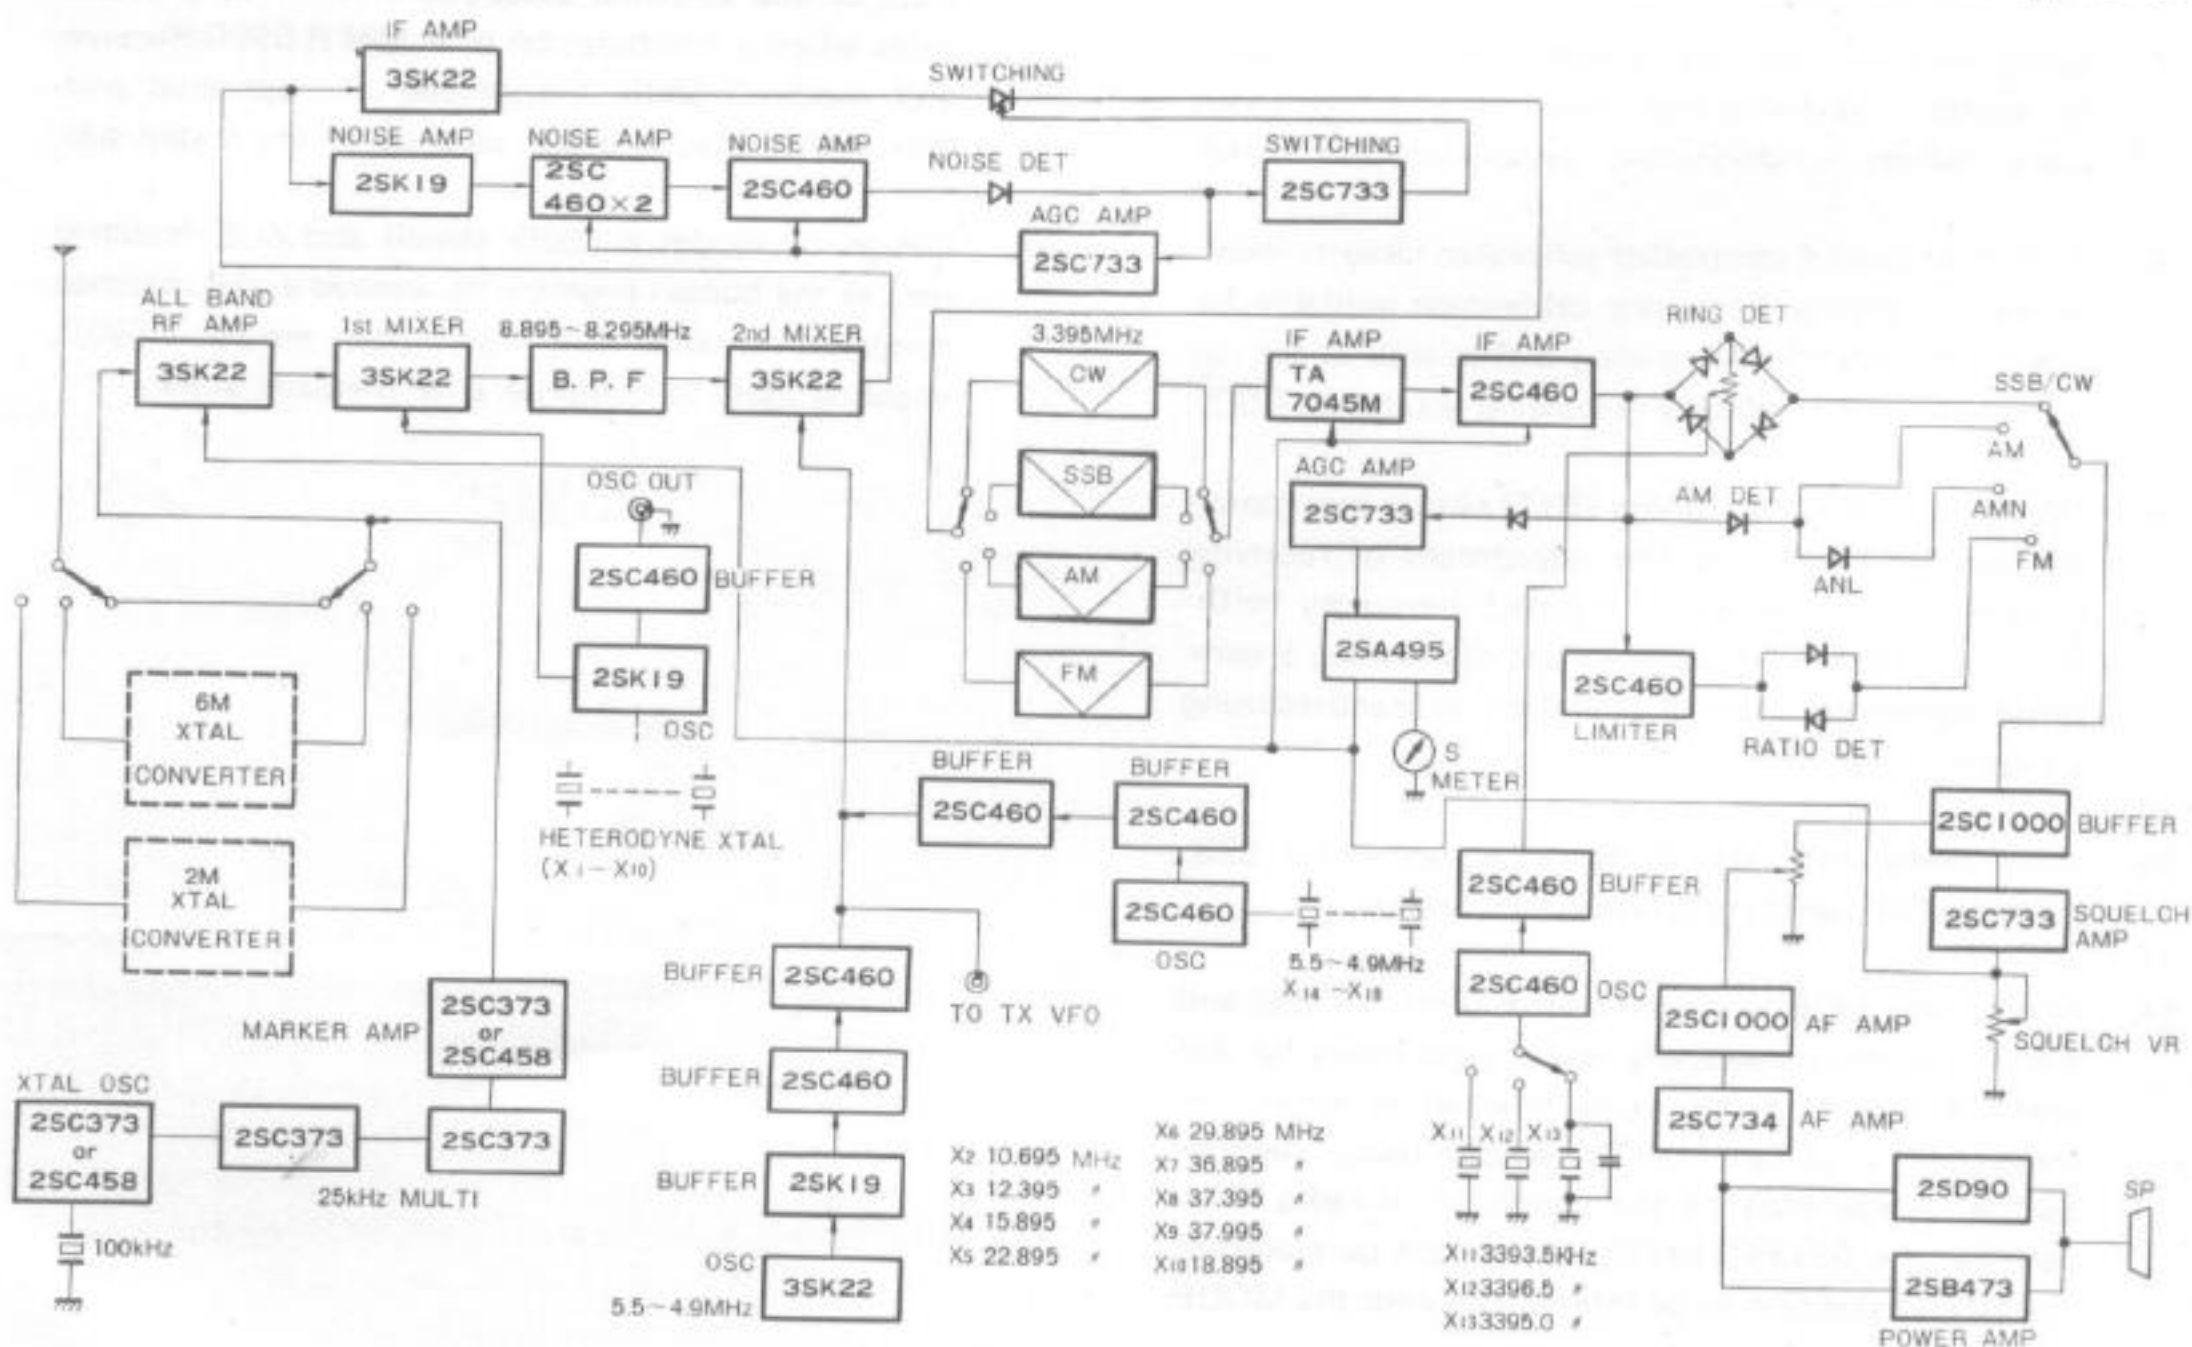 IF AMP
3SK22
SWITCHING
NOISE AMP
2SK19
NOISE AMP
2SC
460×2
NOISE AMP
2SC460
NOISE DET
SWITCHING
2SC733
AGC AMP
2SC733
ALL BAND
RF AMP
3SK22
1st MIXER
3SK22
8.895~8.295MHz
B. P. F
2nd MIXER
3SK22
3.395MHz
CW
SSB
AM
FM
IF AMP
TA
7045M
IF AMP
2SC460
RING DET
SSB/CW
AM
AMN
FM
AGC AMP
2SC733
AM DET
ANL
OSC OUT
2SC460
BUFFER
2SK19
OSC
2SA495
S
METER
2SC460
LIMITER
RATIO DET
6M
XTAL
CONVERTER
2M
XTAL
CONVERTER
HETERODYNE XTAL
(X1~X10)
BUFFER
2SC460
BUFFER
2SC460
2SC460
OSC
5.5~4.9MHz
X14~X18
2SC460
BUFFER
2SC460
OSC
2SC1000
BUFFER
2SC733
SQUELCH
AMP
SQUELCH VR
2SC1000
AF AMP
2SC734
AF AMP
2SD90
2SB473
POWER AMP
SP
BUFFER
2SC460
TO TX VFO
BUFFER
2SC460
BUFFER
2SK19
OSC
3SK22
5.5~4.9MHz
MARKER AMP
2SC373
or
2SC458
XTAL OSC
2SC373
or
2SC458
2SC373
2SC373
25kHz MULTI
100kHz
X2 10.695 MHz
X3 12.395 〃
X4 15.895 〃
X5 22.895 〃
X6 29.895 MHz
X7 36.895 〃
X8 37.395 〃
X9 37.995 〃
X10 18.895 〃
X11 X12 X13
X11 3393.5KHz
X12 3396.5 〃
X13 3395.0 〃